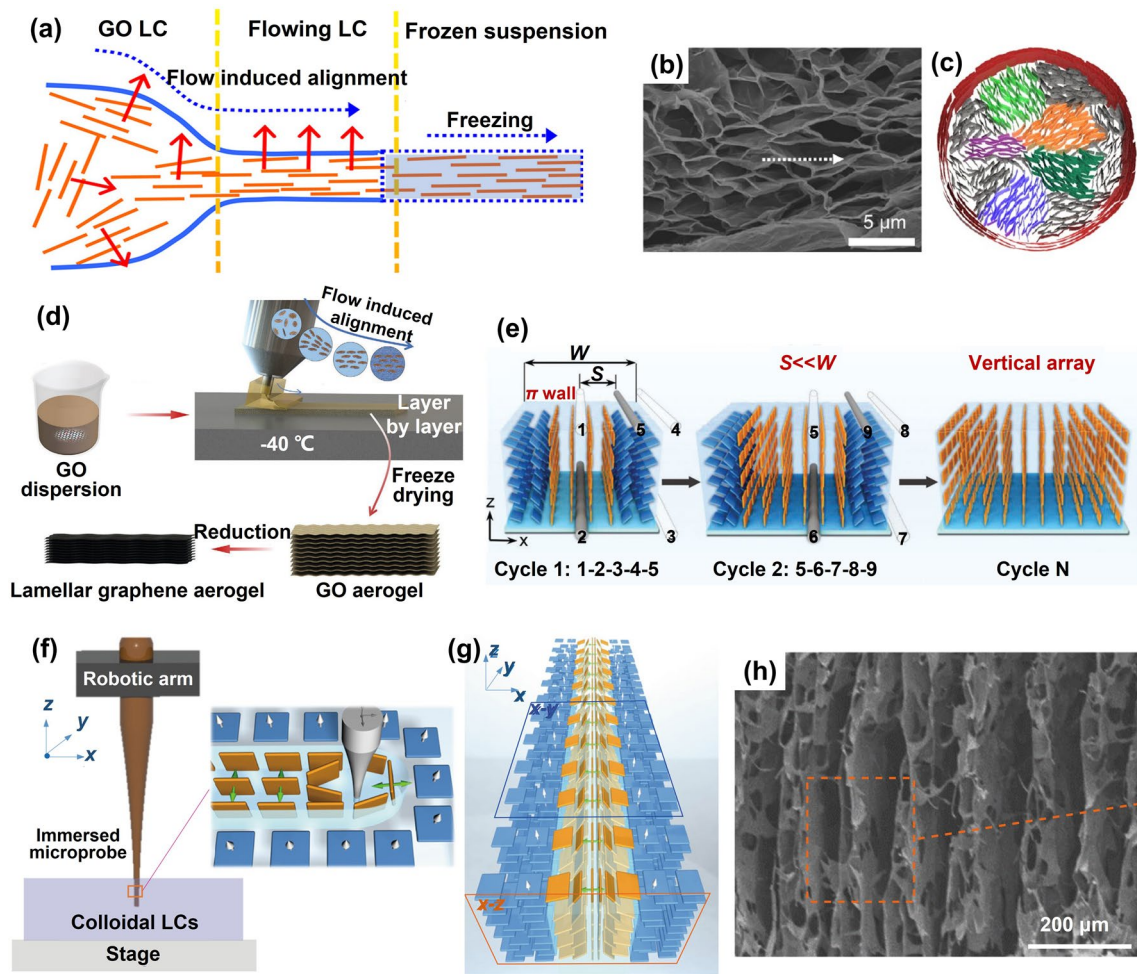 (a)
GO LC
Flowing LC
Frozen suspension
Flow induced alignment
Freezing
(b)
5 µm
(c)
(d)
Flow induced
alignment
GO
dispersion
-40 ℃
Layer
by layer
Freeze
drying
Reduction
Lamellar graphene aerogel
GO aerogel
(e)
W
S
π wall
1
5
4
2
3
z
x
Cycle 1: 1-2-3-4-5
S<<W
5
9
8
6
7
Cycle 2: 5-6-7-8-9
Vertical array
Cycle N
(f)
Robotic arm
z
y
x
Immersed
microprobe
Colloidal LCs
Stage
(g)
z
y
x
x-y
x-z
(h)
200 µm